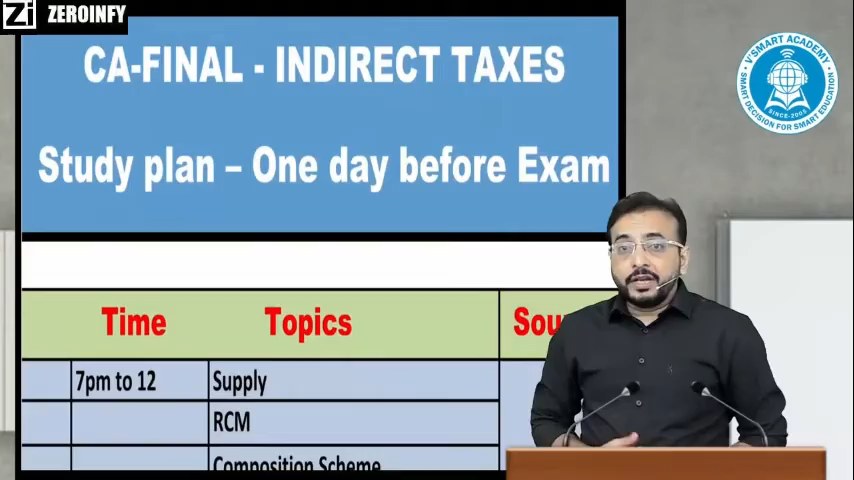 Zi ZEROINFY
CA-FINAL - INDIRECT TAXES
Study plan – One day before Exam
Time Topics Sou
7pm to 12 Supply
RCM
Composition Scheme
V'SMART ACADEMY
SINCE-2005
SMART DECISION FOR SMART EDUCATION